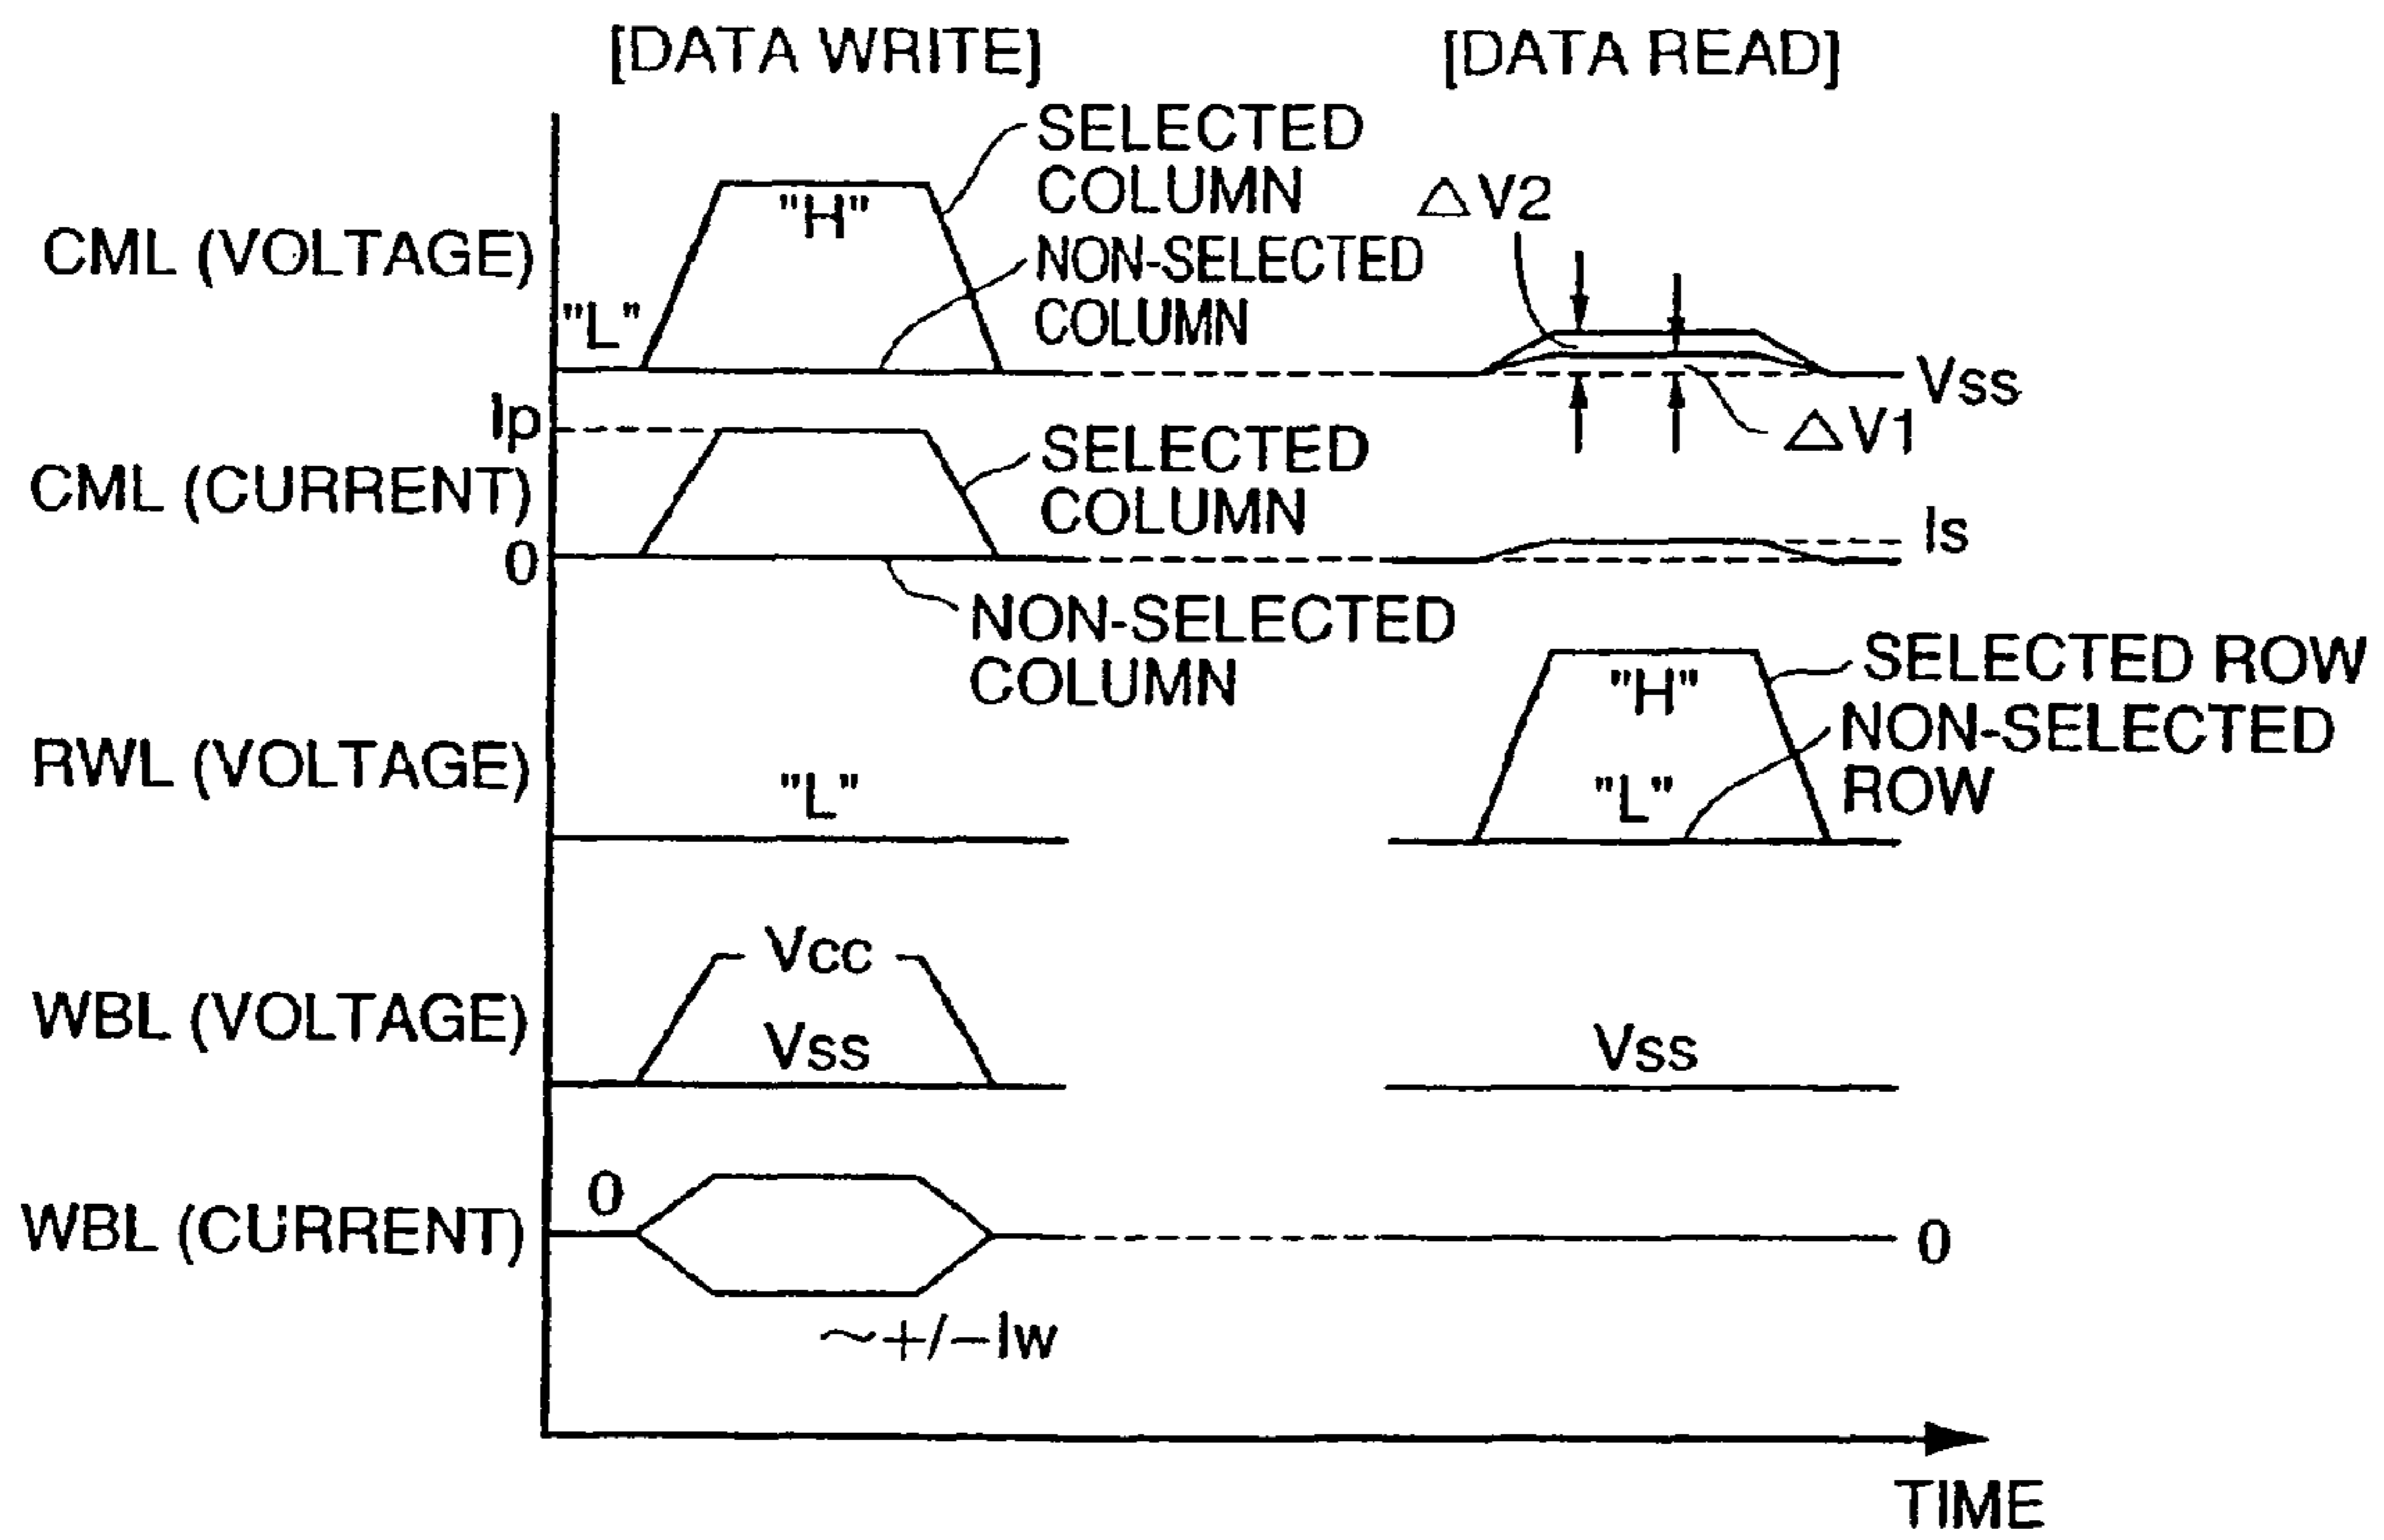 [DATA WRITE]
[DATA READ]
SELECTED
COLUMN
"H"
△V2
NON-SELECTED
COLUMN
CML (VOLTAGE)
"L"
Vss
△V1
Ip
SELECTED
COLUMN
CML (CURRENT)
Is
0
NON-SELECTED
COLUMN
SELECTED ROW
"H"
NON-SELECTED
ROW
RWL (VOLTAGE)
"L"
"L"
Vcc
WBL (VOLTAGE)
Vss
Vss
0
WBL (CURRENT)
0
~+/-Iw
TIME